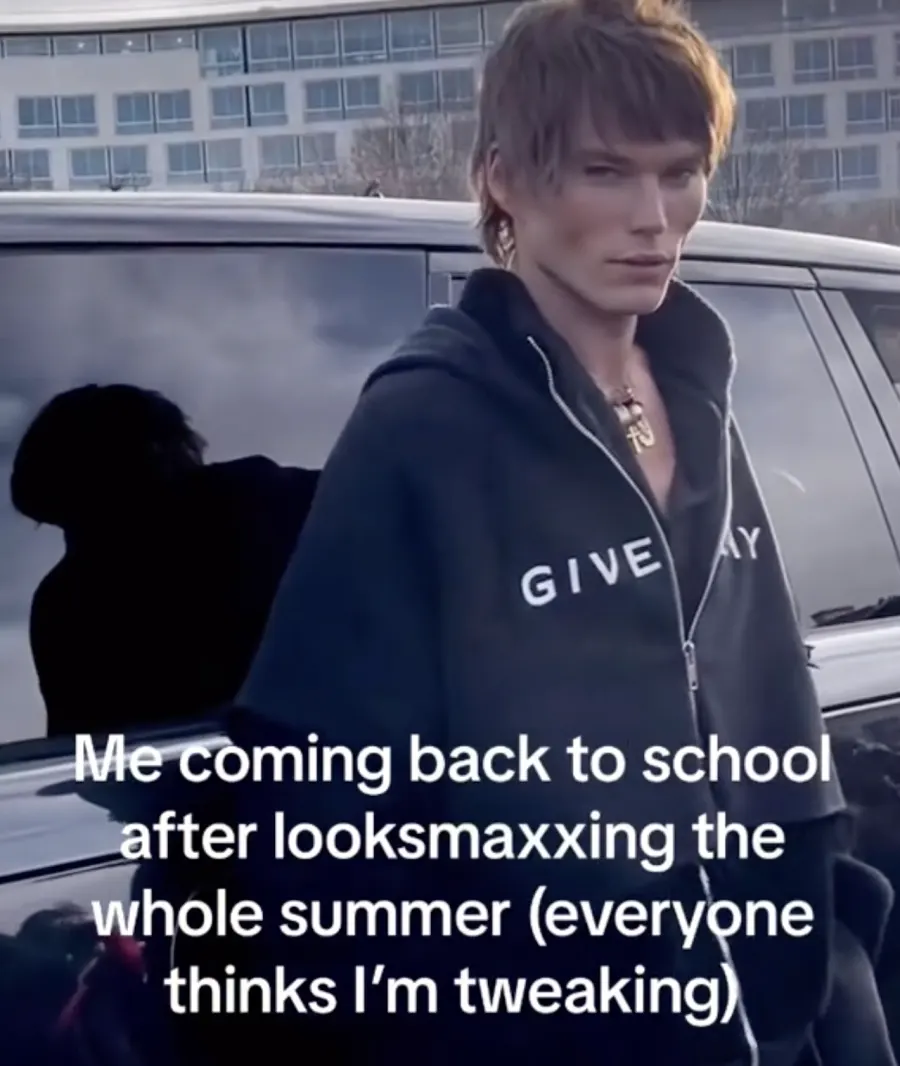 GIVE
Me coming back to school
after looksmaxxing the
whole summer (everyone
thinks I'm tweaking)